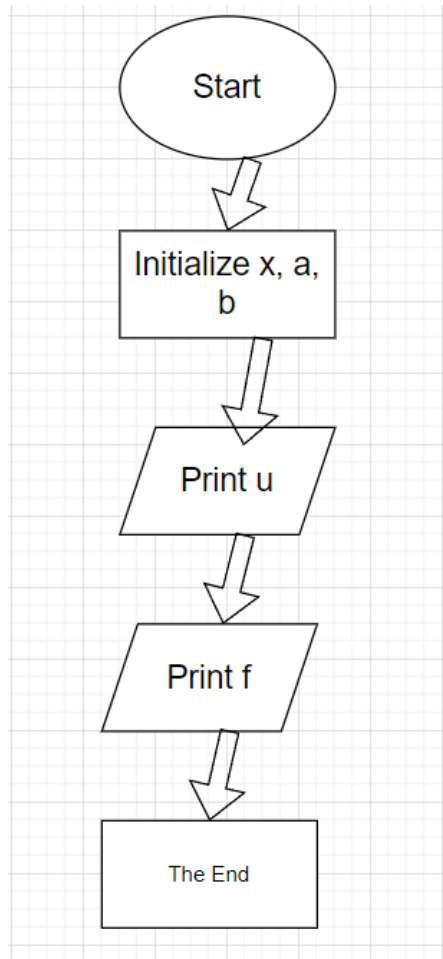 Start
Initialize x, a,
b
Print u
Print f
The End